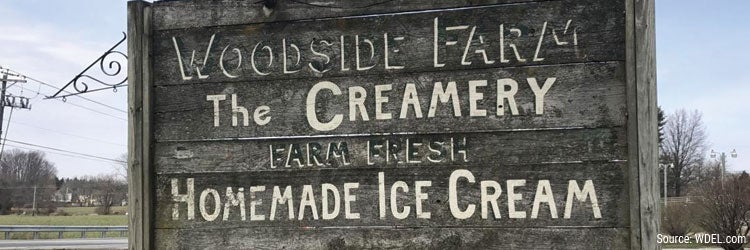 WOODSIDE FARM
The CREAMERY
FARM FRESH
HOMEMADE ICE CREAM
Source: WDEL.com